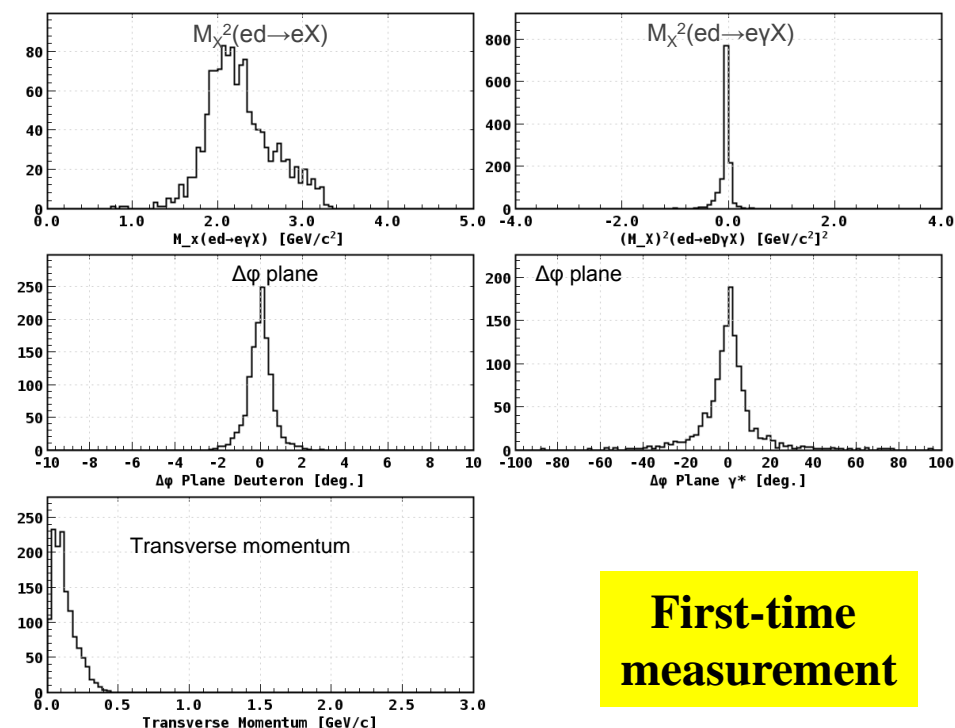 M_X²(ed→eX)
80
60
40
20
0
0.0 1.0 2.0 3.0 4.0 5.0
M_x(ed→eγX) [GeV/c²]
M_X²(ed→eγX)
800
600
400
200
0
-4.0 -2.0 0.0 2.0 4.0
(M_X)²(ed→eDγX) [GeV/c²]²
Δφ plane
250
200
150
100
50
0
-10 -8 -6 -4 -2 0 2 4 6 8 10
Δφ Plane Deuteron [deg.]
Δφ plane
200
150
100
50
0
-100 -80 -60 -40 -20 0 20 40 60 80 100
Δφ Plane γ* [deg.]
Transverse momentum
250
200
150
100
50
0
0.0 0.5 1.0 1.5 2.0 2.5 3.0
Transverse Momentum [GeV/c]
First-time
measurement